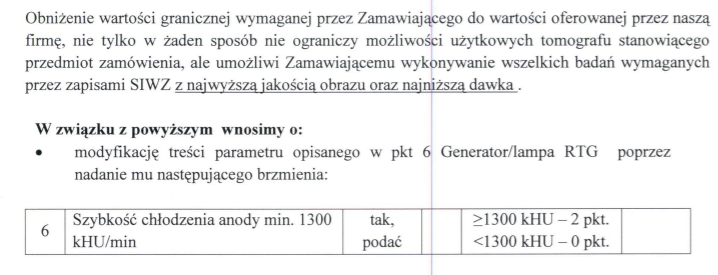 Obniżenie wartości granicznej wymaganej przez Zamawiającego do wartości oferowanej przez naszą
firmę, nie tylko w żaden sposób nie ograniczy możliwości użytkowych tomografu stanowiącego
przedmiot zamówienia, ale umożliwi Zamawiającemu wykonywanie wszelkich badań wymaganych
przez zapisami SIWZ z najwyższą jakością obrazu oraz najniższą dawka .
W związku z powyższym wnosimy o:
• modyfikację treści parametru opisanego w pkt 6 Generator/lampa RTG poprzez
nadanie mu następującego brzmienia:
6 Szybkość chłodzenia anody min. 1300 tak, ≥1300 kHU – 2 pkt.
kHU/min podać <1300 kHU – 0 pkt.